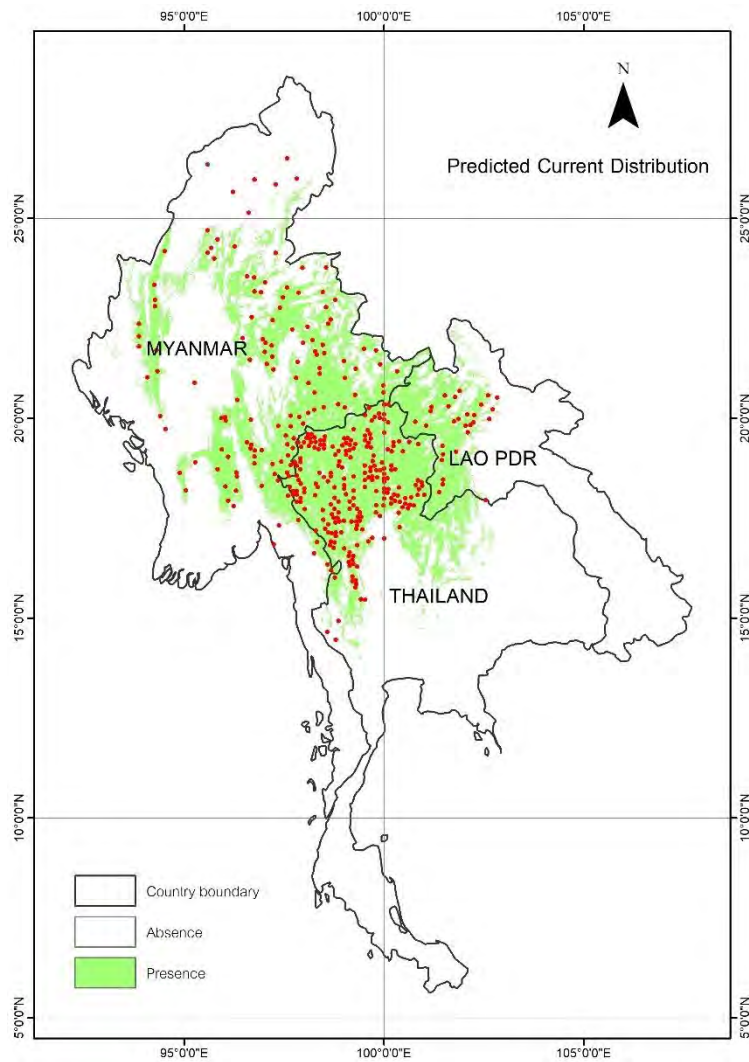 95°0'0"E 100°0'0"E 105°0'0"E
N
Predicted Current Distribution
25°0'0"N 25°0'0"N
MYANMAR
20°0'0"N 20°0'0"N
LAO PDR
THAILAND
15°0'0"N 15°0'0"N
10°0'0"N 10°0'0"N
Country boundary
Absence
Presence
5°0'0"N 5°0'0"N
95°0'0"E 100°0'0"E 105°0'0"E